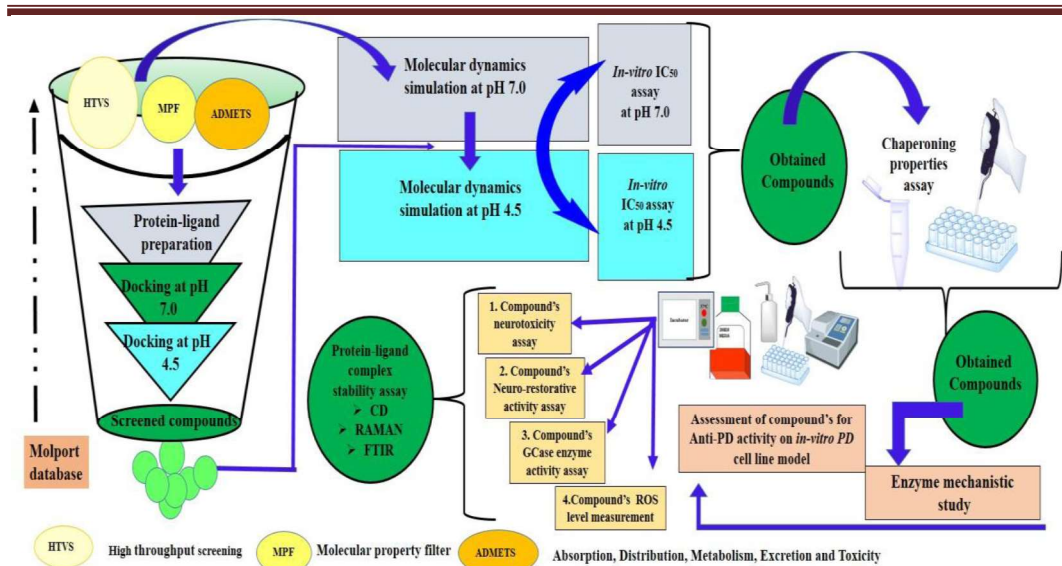 HTVS
MPF
ADMETS
Protein-ligand
preparation
Docking at pH
7.0
Docking at pH
4.5
Screened compounds
Molport
database
Molecular dynamics
simulation at pH 7.0
Molecular dynamics
simulation at pH 4.5
In-vitro IC50
assay
at pH 7.0
In-vitro
IC50 assay
at pH 4.5
Obtained
Compounds
Chaperoning
properties
assay
Protein-ligand
complex
stability assay
➢ CD
➢ RAMAN
➢ FTIR
1. Compound's
neurotoxicity
assay
2. Compound's
Neuro-restorative
activity assay
3. Compound's
GCase enzyme
activity assay
4.Compound's ROS
level measurement
Assessment of compound's for
Anti-PD activity on in-vitro PD
cell line model
Obtained
Compounds
Enzyme mechanistic
study
HTVS
High throughput screening
MPF
Molecular property filter
ADMETS
Absorption, Distribution, Metabolism, Excretion and Toxicity